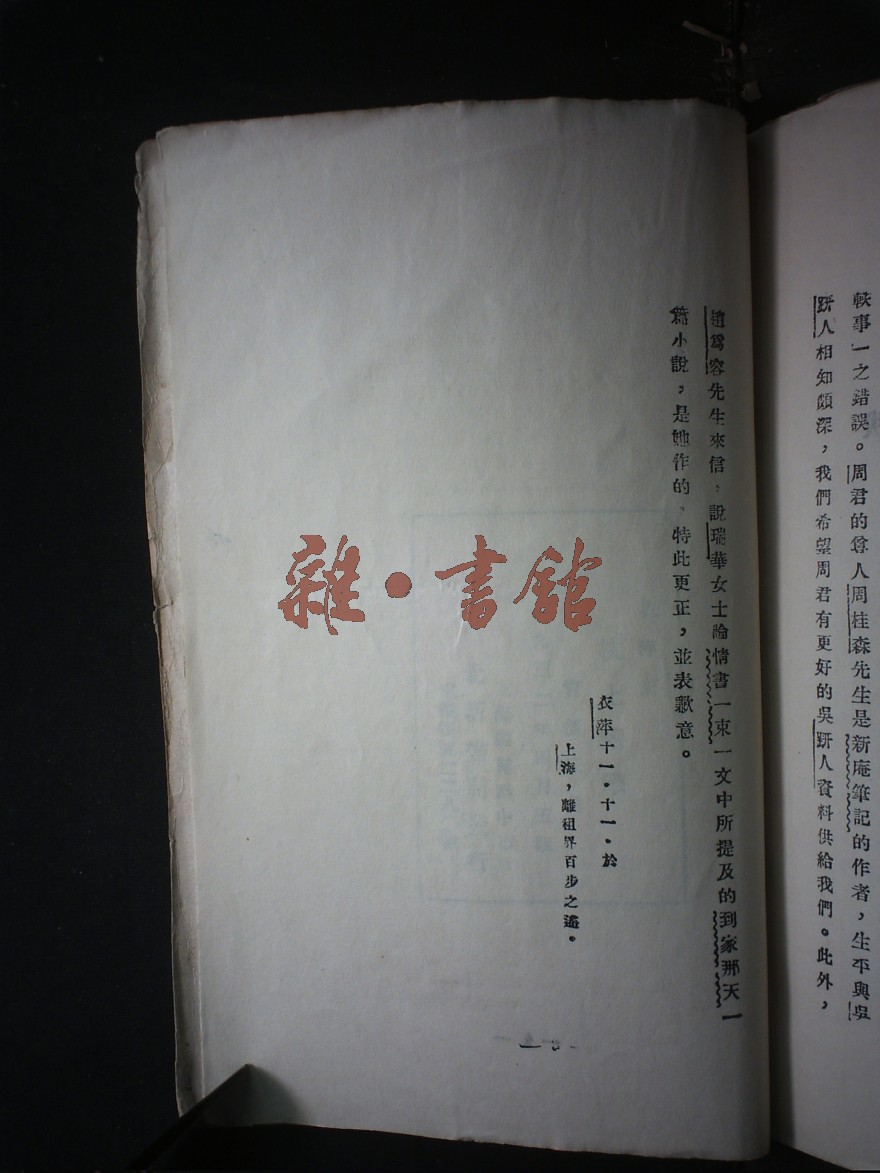 軼事一之錯誤。周君的尊人周桂森先生是新庵筆記的作者，生平與吳
趼人相知頗深，我們希望周君有更好的吳趼人資料供給我們。此外，
趙爲容先生來信，說瑞華女士論情書一束一文中所提及的到家那天一
篇小說，是她作的、特此更正，並表歉意。
衣萍十一。十一。於
上海，離租界百步之遙。
雜·書館